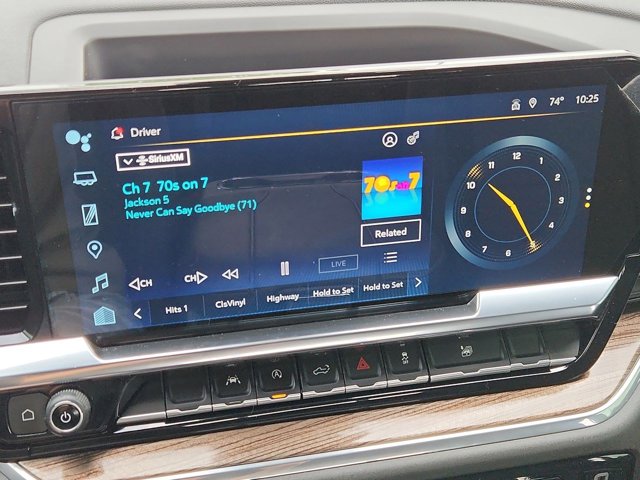 74° 10:25
Driver
SiriusXM
Ch 7 70s on 7
Jackson 5
Never Can Say Goodbye (71)
70s on 7
Related
CH
CH
LIVE
Hits 1 ClsVinyl Highway Hold to Set Hold to Set
12
1
2
3
4
5
6
7
8
9
10
11